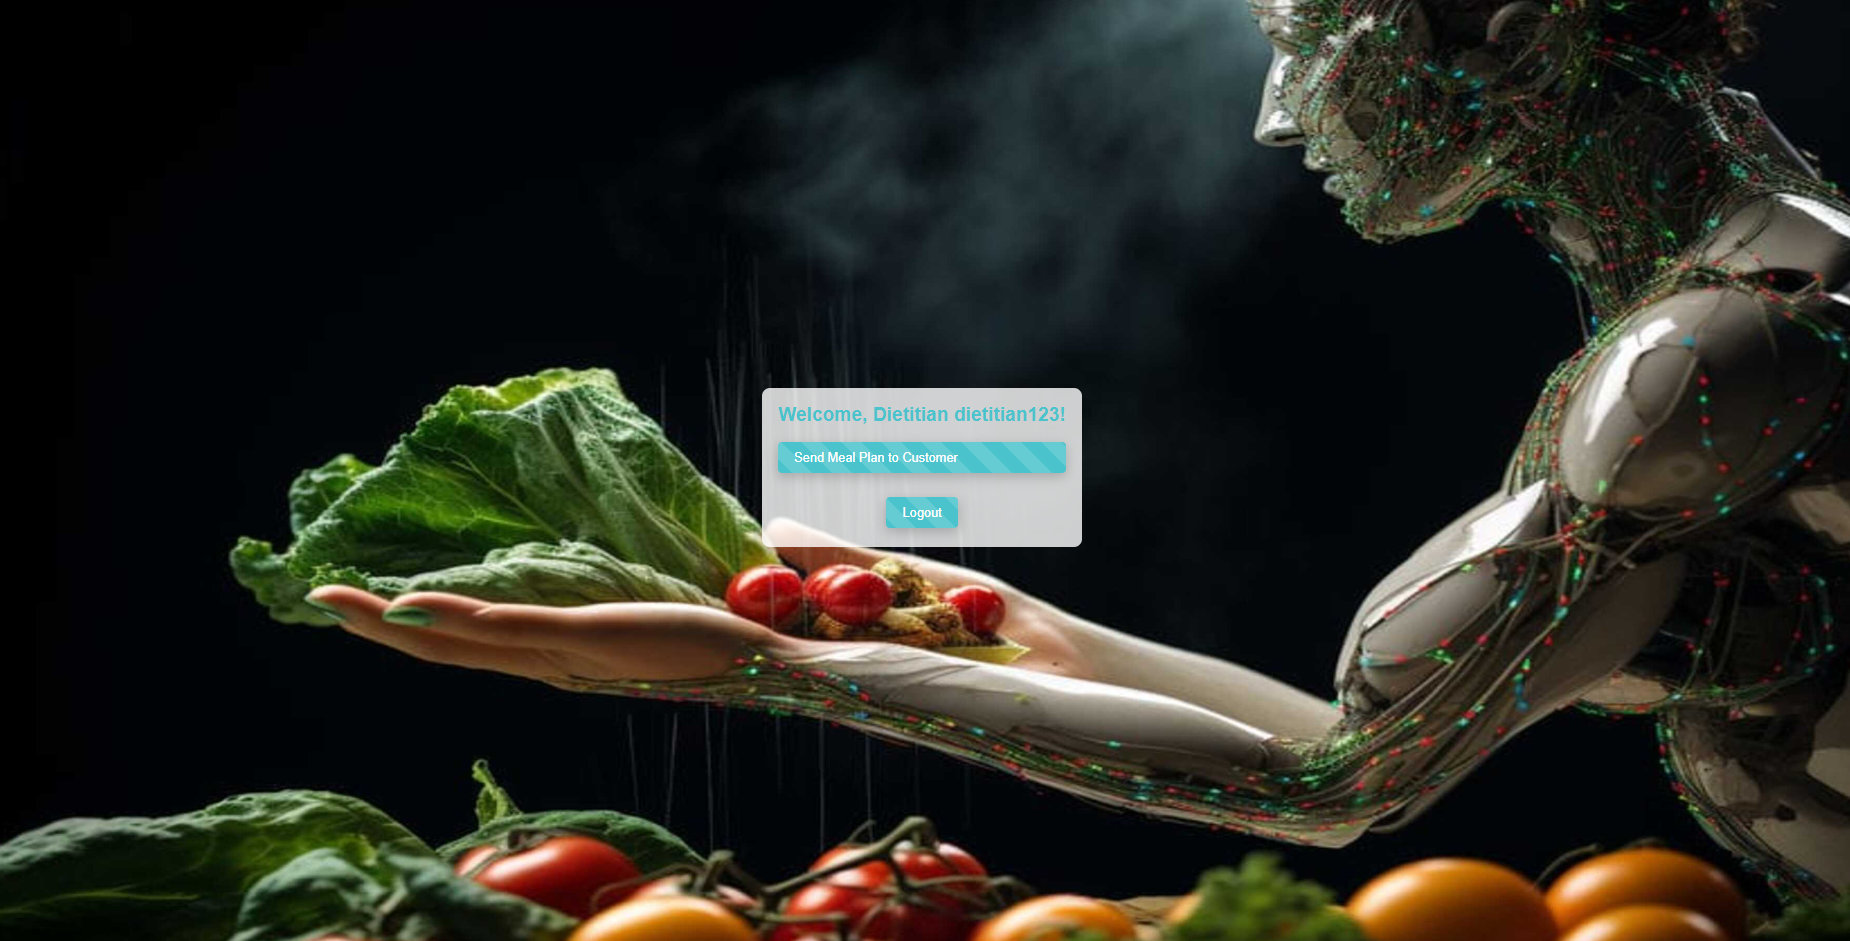 Welcome, Dietitian dietitian123!
Send Meal Plan to Customer
Logout